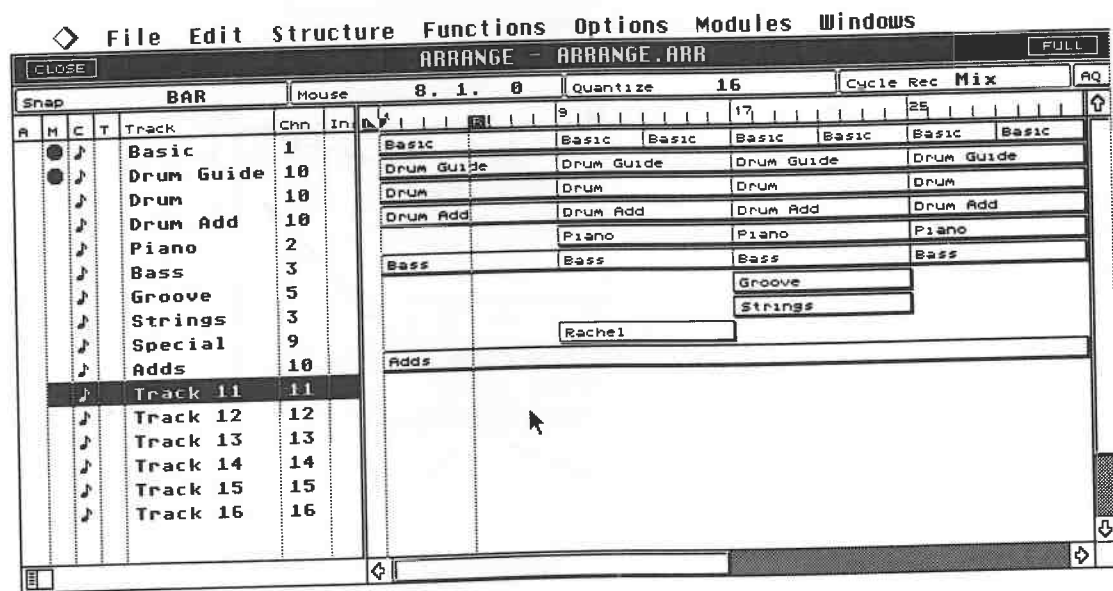 File Edit Structure Functions Options Modules Windows
CLOSE ARRANGE - ARRANGE.ARR FULL
Snap BAR Mouse 8. 1. 0 Quantize 16 Cycle Rec Mix AQ
A M C T Track Chn In 9 17 25
Basic 1 Basic Basic Basic Basic Basic Basic Basic
Drum Guide 10 Drum Guide Drum Guide Drum Guide Drum Guide
Drum 10 Drum Drum Drum Drum
Drum Add 10 Drum Add Drum Add Drum Add Drum Add
Piano 2 Piano Piano Piano
Bass 3 Bass Bass Bass Bass
Groove 5 Groove
Strings 3 Strings
Special 9 Rachel
Adds 10 Adds
Track 11 11
Track 12 12
Track 13 13
Track 14 14
Track 15 15
Track 16 16